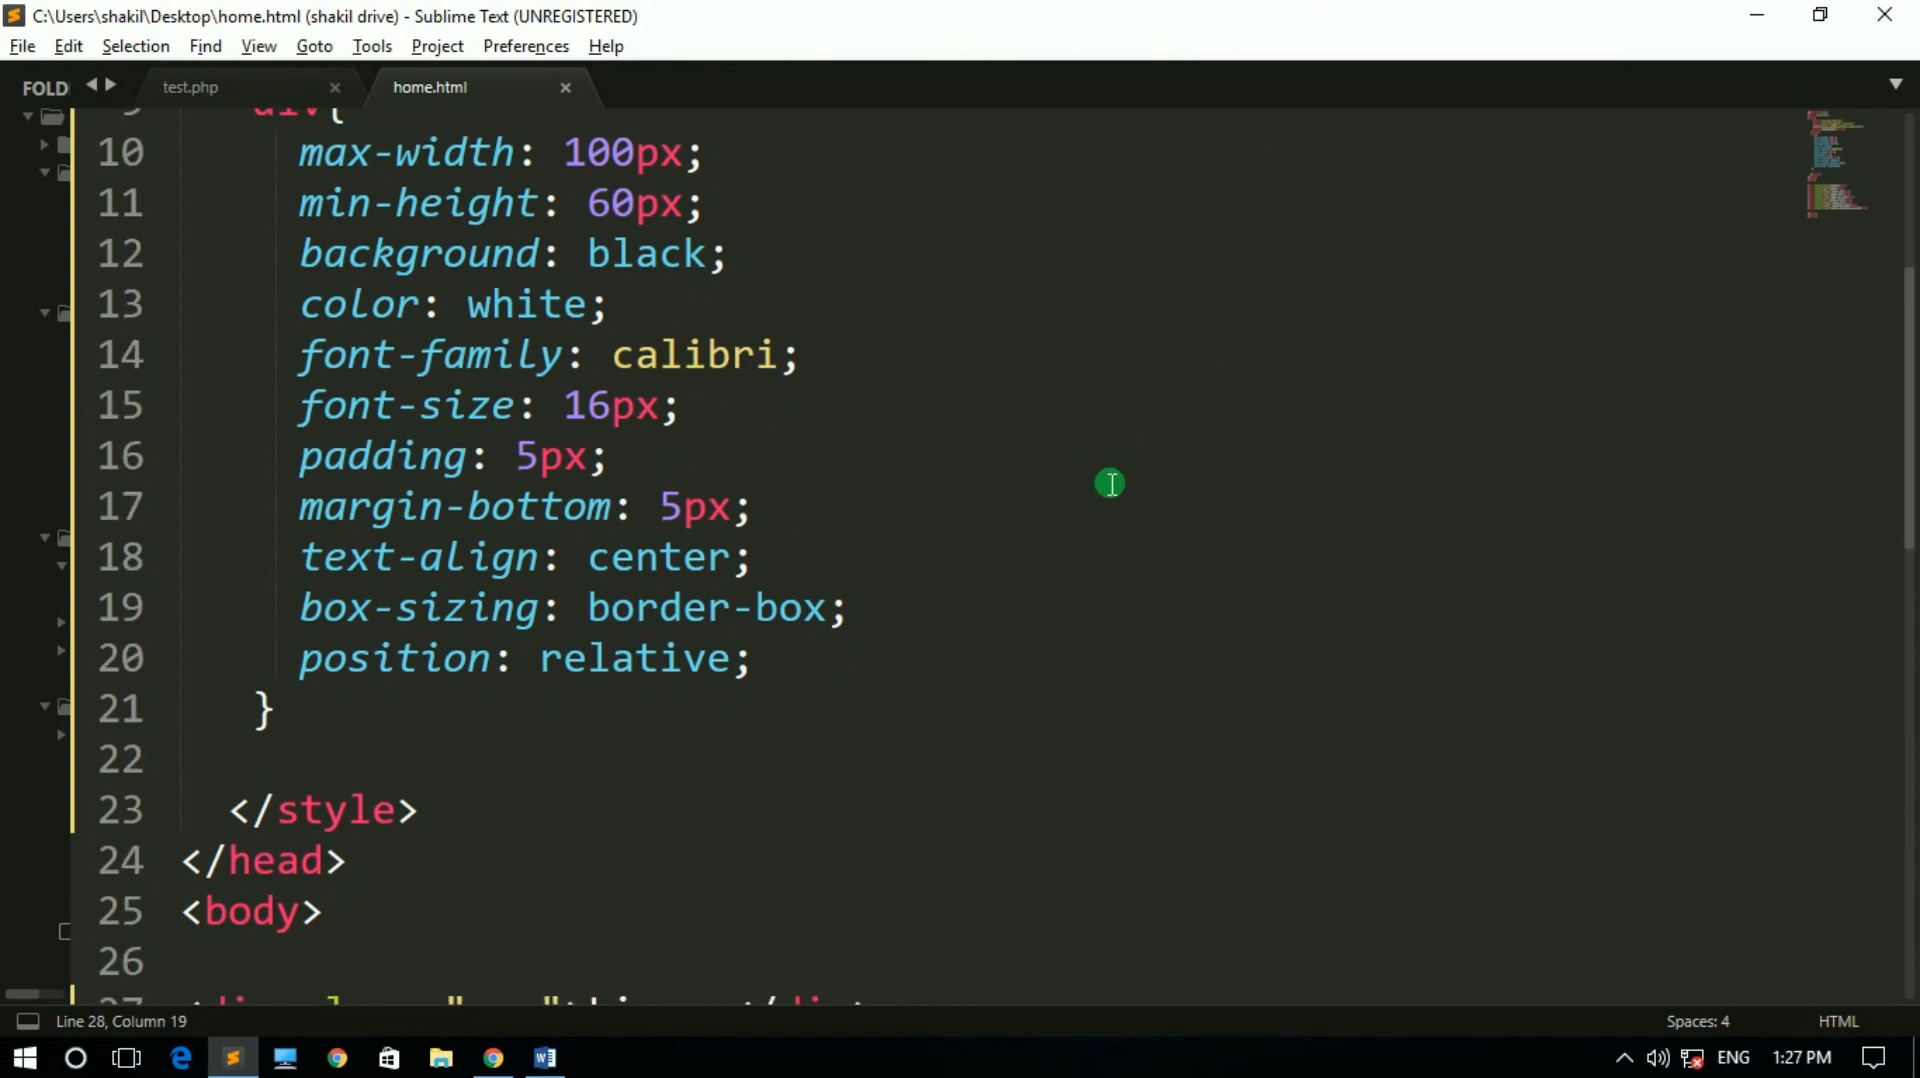 C:\Users\shakil\Desktop\home.html (shakil drive) - Sublime Text (UNREGISTERED)
File Edit Selection Find View Goto Tools Project Preferences Help
FOLD test.php home.html
div{
10 max-width: 100px;
11 min-height: 60px;
12 background: black;
13 color: white;
14 font-family: calibri;
15 font-size: 16px;
16 padding: 5px;
17 margin-bottom: 5px;
18 text-align: center;
19 box-sizing: border-box;
20 position: relative;
21 }
22
23 </style>
24 </head>
25 <body>
26
Line 28, Column 19 Spaces: 4 HTML
ENG 1:27 PM